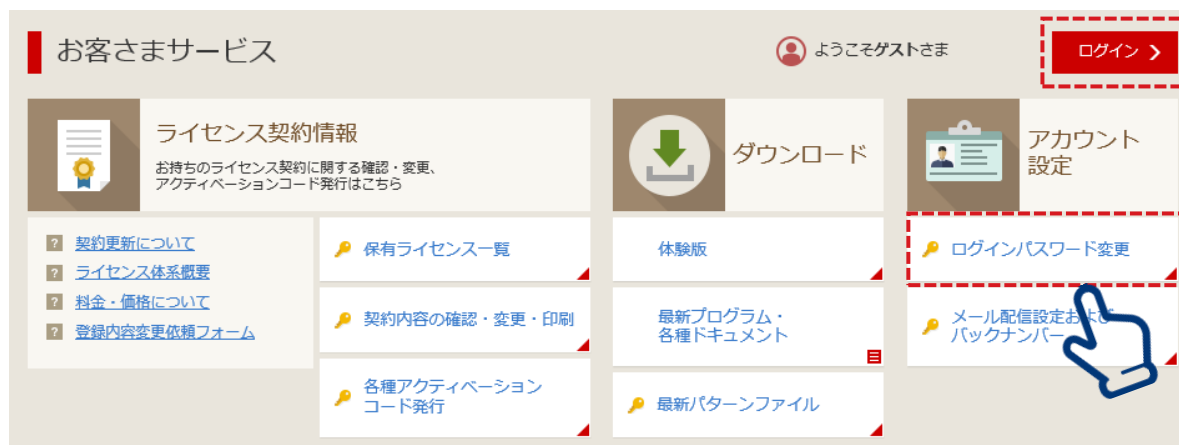 お客さまサービス
ようこそゲストさま
ログイン
ライセンス契約情報
お持ちのライセンス契約に関する確認・変更、
アクティベーションコード発行はこちら
ダウンロード
アカウント
設定
? 契約更新について
? ライセンス体系概要
? 料金・価格について
? 登録内容変更依頼フォーム
保有ライセンス一覧
契約内容の確認・変更・印刷
各種アクティベーション
コード発行
体験版
最新プログラム・
各種ドキュメント
最新パターンファイル
ログインパスワード変更
メール配信設定および
バックナンバー